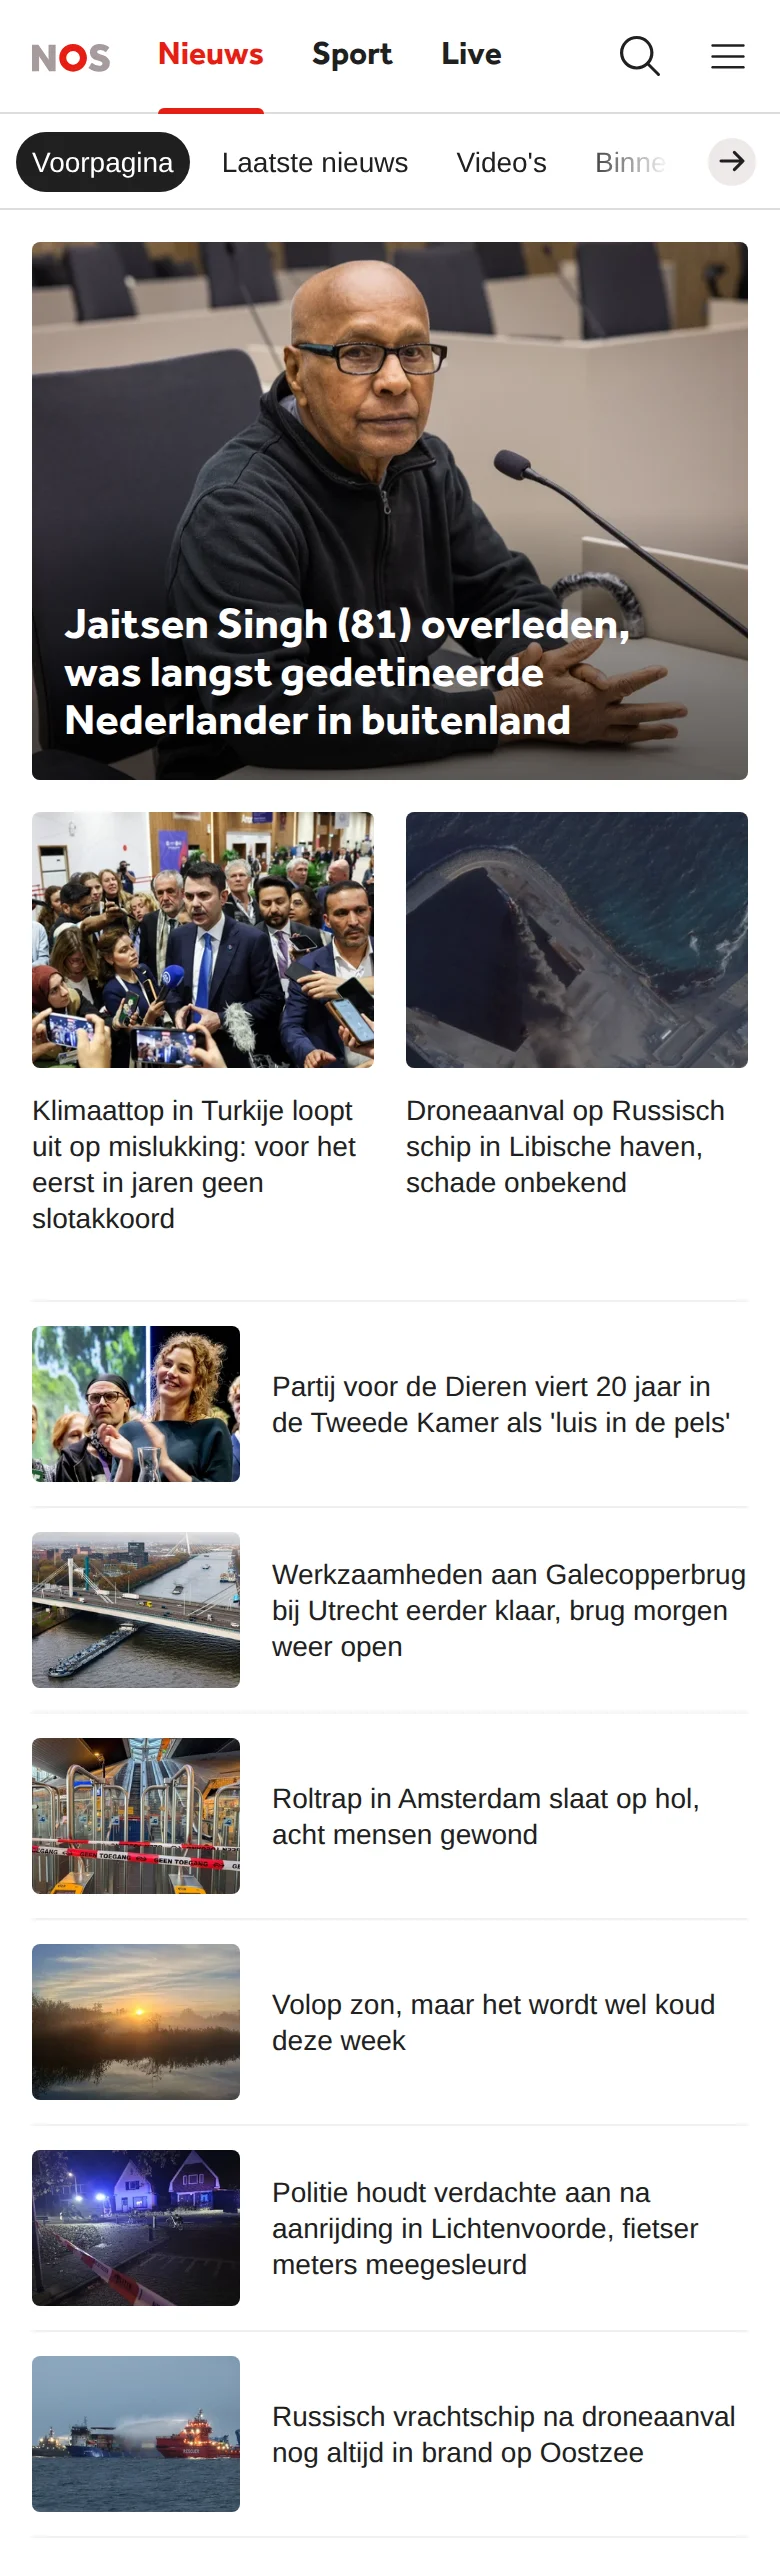 NOS Nieuws Sport Live
Voorpagina Laatste nieuws Video's Binne
Jaitsen Singh (81) overleden,
was langst gedetineerde
Nederlander in buitenland
Klimaattop in Turkije loopt
uit op mislukking: voor het
eerst in jaren geen
slotakkoord
Droneaanval op Russisch
schip in Libische haven,
schade onbekend
Partij voor de Dieren viert 20 jaar in
de Tweede Kamer als 'luis in de pels'
Werkzaamheden aan Galecopperbrug
bij Utrecht eerder klaar, brug morgen
weer open
GEEN TOEGANG GEEN TOEGANG
Roltrap in Amsterdam slaat op hol,
acht mensen gewond
Volop zon, maar het wordt wel koud
deze week
Politie houdt verdachte aan na
aanrijding in Lichtenvoorde, fietser
meters meegesleurd
Russisch vrachtschip na droneaanval
nog altijd in brand op Oostzee